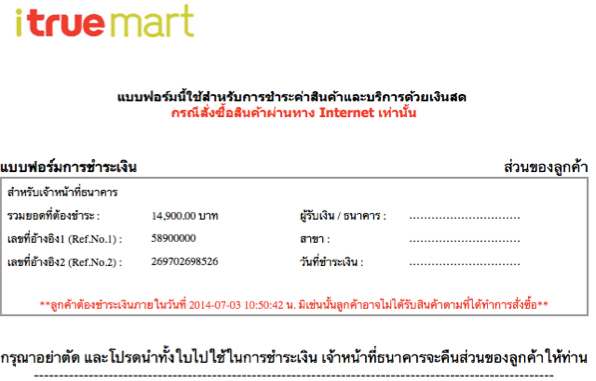 itruemart
แบบฟอร์มนี้ใช้สำหรับการชำระค่าสินค้าและบริการด้วยเงินสด
กรณีสั่งซื้อสินค้าผ่านทาง Internet เท่านั้น
แบบฟอร์มการชำระเงิน ส่วนของลูกค้า
สำหรับเจ้าหน้าที่ธนาคาร
รวมยอดที่ต้องชำระ : 14,900.00 บาท ผู้รับเงิน / ธนาคาร : ..............................
เลขที่อ้างอิง1 (Ref.No.1) : 58900000 สาขา : ..............................
เลขที่อ้างอิง2 (Ref.No.2) : 269702698526 วันที่ชำระเงิน : ..............................
**ลูกค้าต้องชำระเงินภายในวันที่ 2014-07-03 10:50:42 น. มิเช่นนั้นลูกค้าอาจไม่ได้รับสินค้าตามที่ได้ทำการสั่งซื้อ**
กรุณาอย่าตัด และโปรดนำทั้งใบไปใช้ในการชำระเงิน เจ้าหน้าที่ธนาคารจะคืนส่วนของลูกค้าให้ท่าน